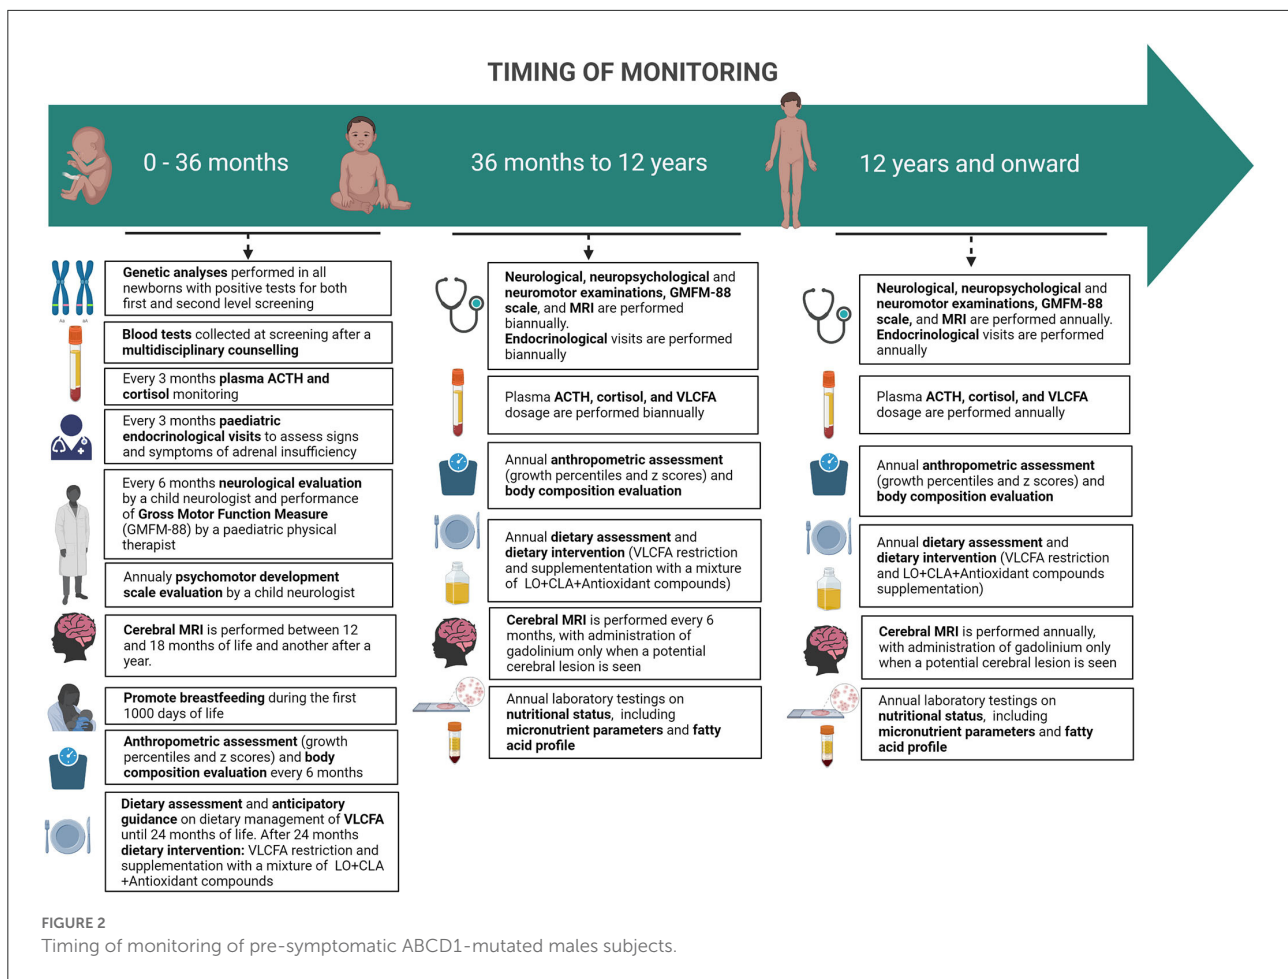 TIMING OF MONITORING
0 - 36 months
36 months to 12 years
12 years and onward
Genetic analyses performed in all
newborns with positive tests for both
first and second level screening
Blood tests collected at screening after a
multidisciplinary counselling
Every 3 months plasma ACTH and
cortisol monitoring
Every 3 months paediatric
endocrinological visits to assess signs
and symptoms of adrenal insufficiency
Every 6 months neurological evaluation
by a child neurologist and performance
of Gross Motor Function Measure
(GMFM-88) by a paediatric physical
therapist
Annualy psychomotor development
scale evaluation by a child neurologist
Cerebral MRI is performed between 12
and 18 months of life and another after a
year.
Promote breastfeeding during the first
1000 days of life
Anthropometric assessment (growth
percentiles and z scores) and body
composition evaluation every 6 months
Dietary assessment and anticipatory
guidance on dietary management of VLCFA
until 24 months of life. After 24 months
dietary intervention: VLCFA restriction and
supplementation with a mixture of LO+CLA
+Antioxidant compounds
Neurological, neuropsychological and
neuromotor examinations, GMFM-88
scale, and MRI are performed
biannually.
Endocrinological visits are performed
biannually
Plasma ACTH, cortisol, and VLCFA
dosage are performed biannually
Annual anthropometric assessment
(growth percentiles and z scores) and
body composition evaluation
Annual dietary assessment and
dietary intervention (VLCFA restriction
and supplemententation with a mixture
of LO+CLA+Antioxidant compounds)
Cerebral MRI is performed every 6
months, with administration of
gadolinium only when a potential
cerebral lesion is seen
Annual laboratory testings on
nutritional status, including
micronutrient parameters and fatty
acid profile
Neurological, neuropsychological and
neuromotor examinations, GMFM-88
scale, and MRI are performed annually.
Endocrinological visits are performed
annually
Plasma ACTH, cortisol, and VLCFA
dosage are performed annually
Annual anthropometric assessment
(growth percentiles and z scores) and
body composition evaluation
Annual dietary assessment and
dietary intervention (VLCFA restriction
and LO+CLA+Antioxidant compounds
supplementation)
Cerebral MRI is performed annually,
with administration of gadolinium only
when a potential cerebral lesion is seen
Annual laboratory testings on
nutritional status, including
micronutrient parameters and fatty
acid profile
FIGURE 2
Timing of monitoring of pre-symptomatic ABCD1-mutated males subjects.